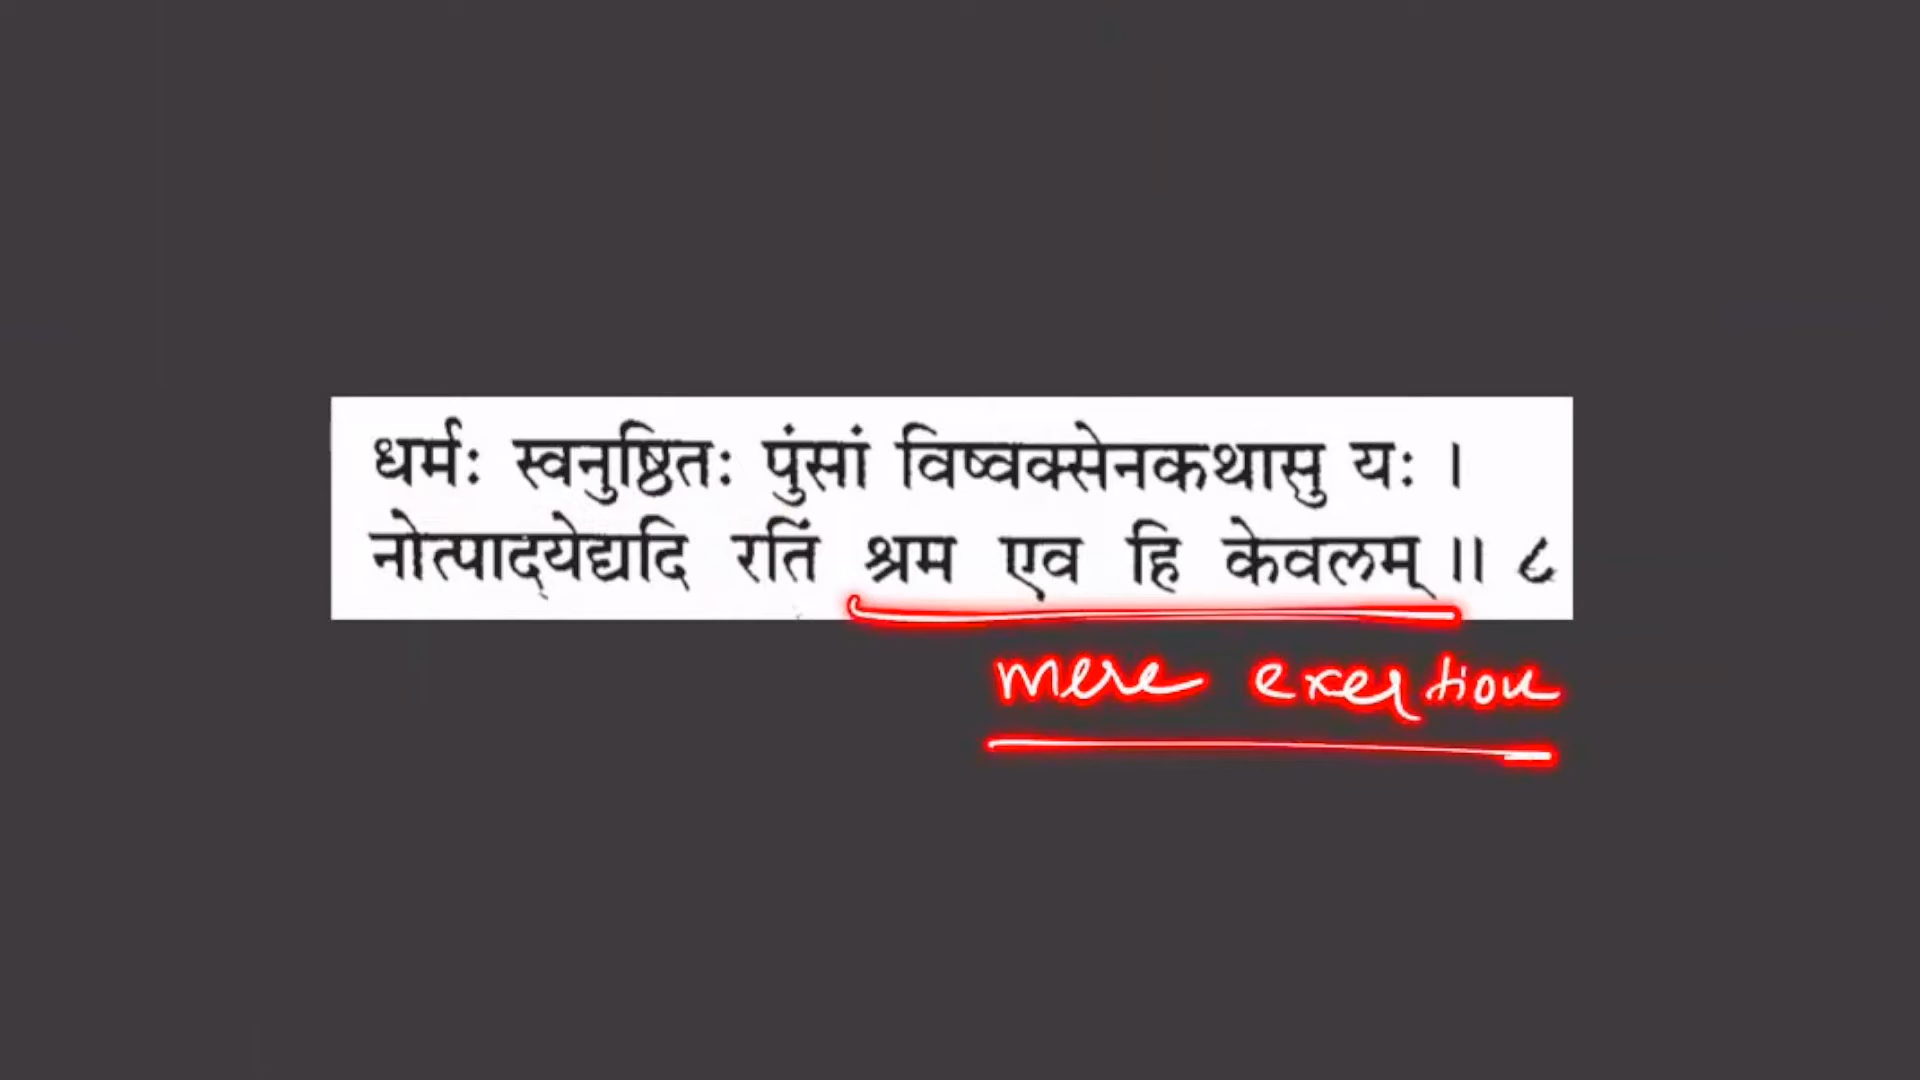 धर्मः स्वनुष्ठितः पुंसां विष्वक्सेनकथासु यः ।
नोत्पादयेद्यदि रतिं श्रम एव हि केवलम् ॥ ८
mere exertion